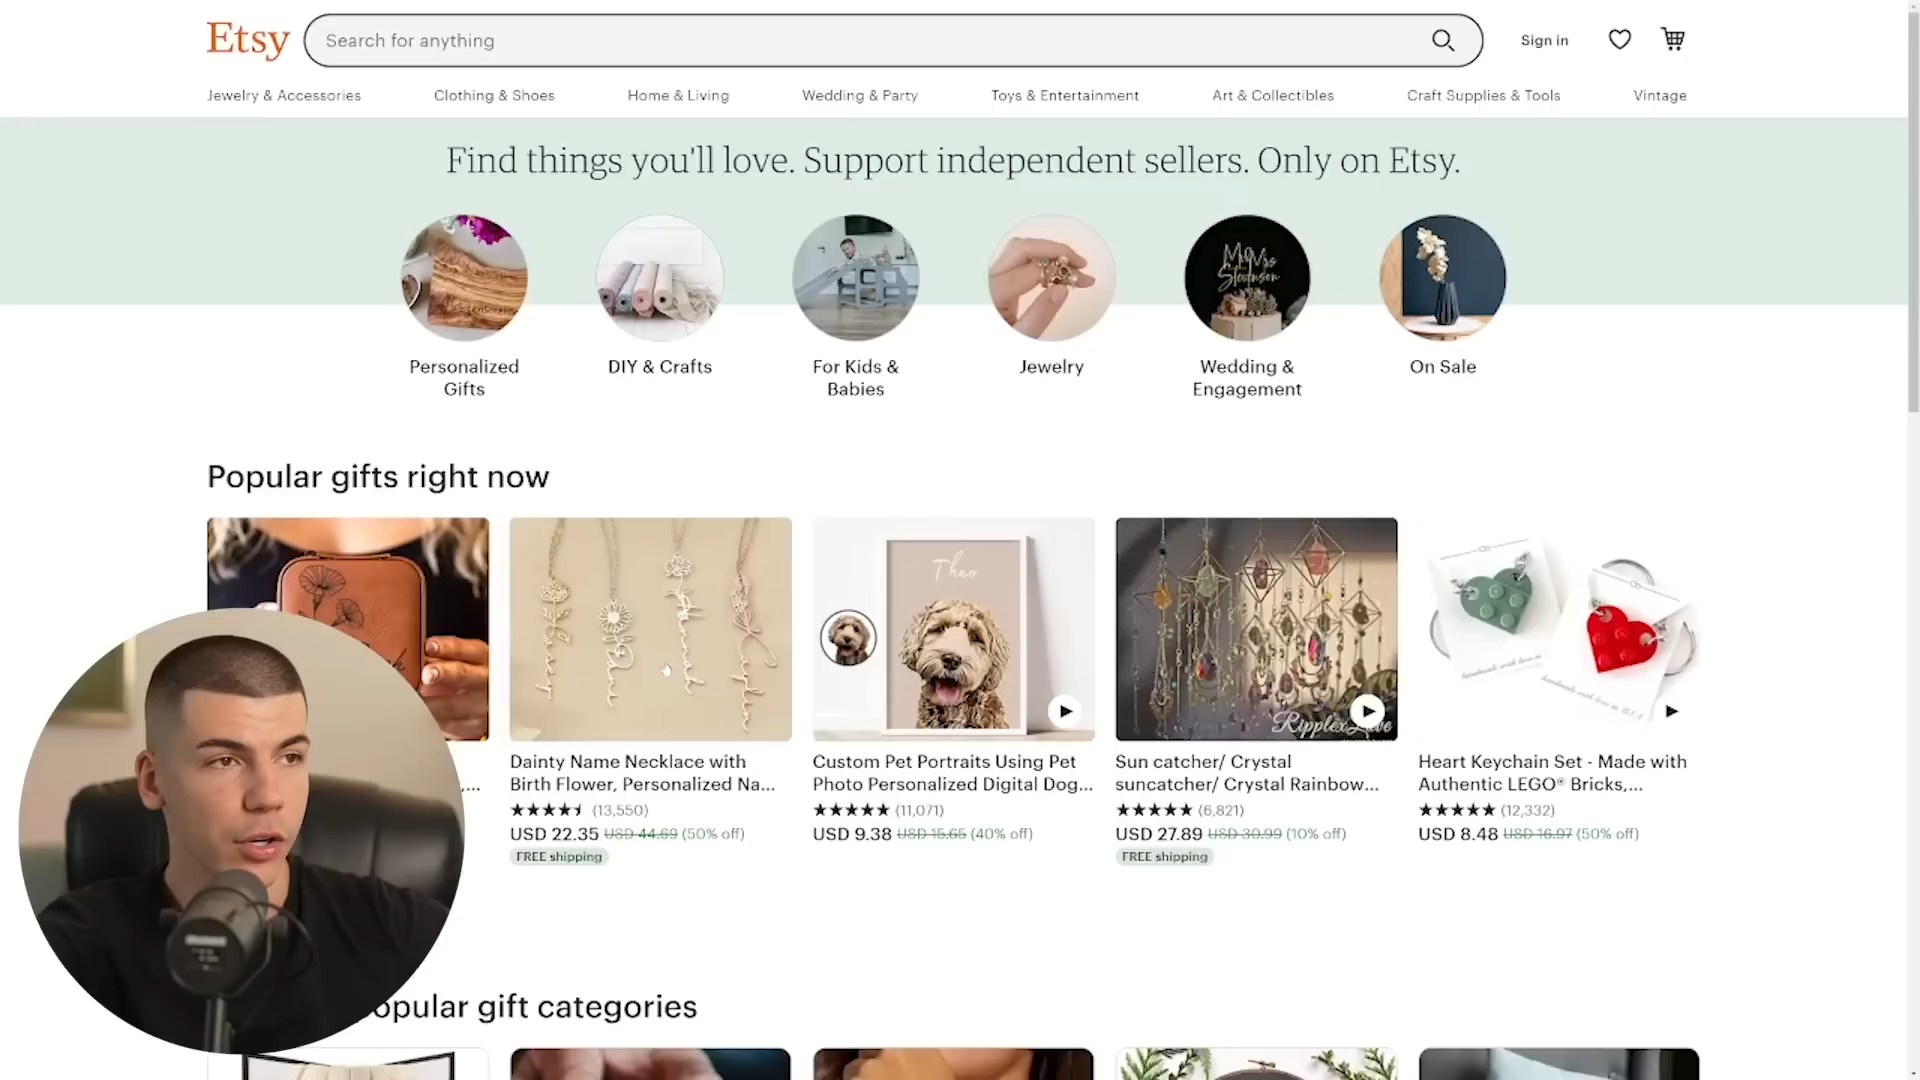 Etsy
Search for anything
Sign in
Jewelry & Accessories
Clothing & Shoes
Home & Living
Wedding & Party
Toys & Entertainment
Art & Collectibles
Craft Supplies & Tools
Vintage
Find things you'll love. Support independent sellers. Only on Etsy.
Mr&Mrs
Stevenson
Personalized
Gifts
DIY & Crafts
For Kids &
Babies
Jewelry
Wedding &
Engagement
On Sale
Popular gifts right now
Theo
RipplexLove
,...
Dainty Name Necklace with
Birth Flower, Personalized Na...
(13,550)
USD 22.35 USD 44.69 (50% off)
FREE shipping
Custom Pet Portraits Using Pet
Photo Personalized Digital Dog...
(11,071)
USD 9.38 USD 15.65 (40% off)
Sun catcher/ Crystal
suncatcher/ Crystal Rainbow...
(6,821)
USD 27.89 USD 30.99 (10% off)
FREE shipping
Heart Keychain Set - Made with
Authentic LEGO® Bricks,...
(12,332)
USD 8.48 USD 16.97 (50% off)
opular gift categories